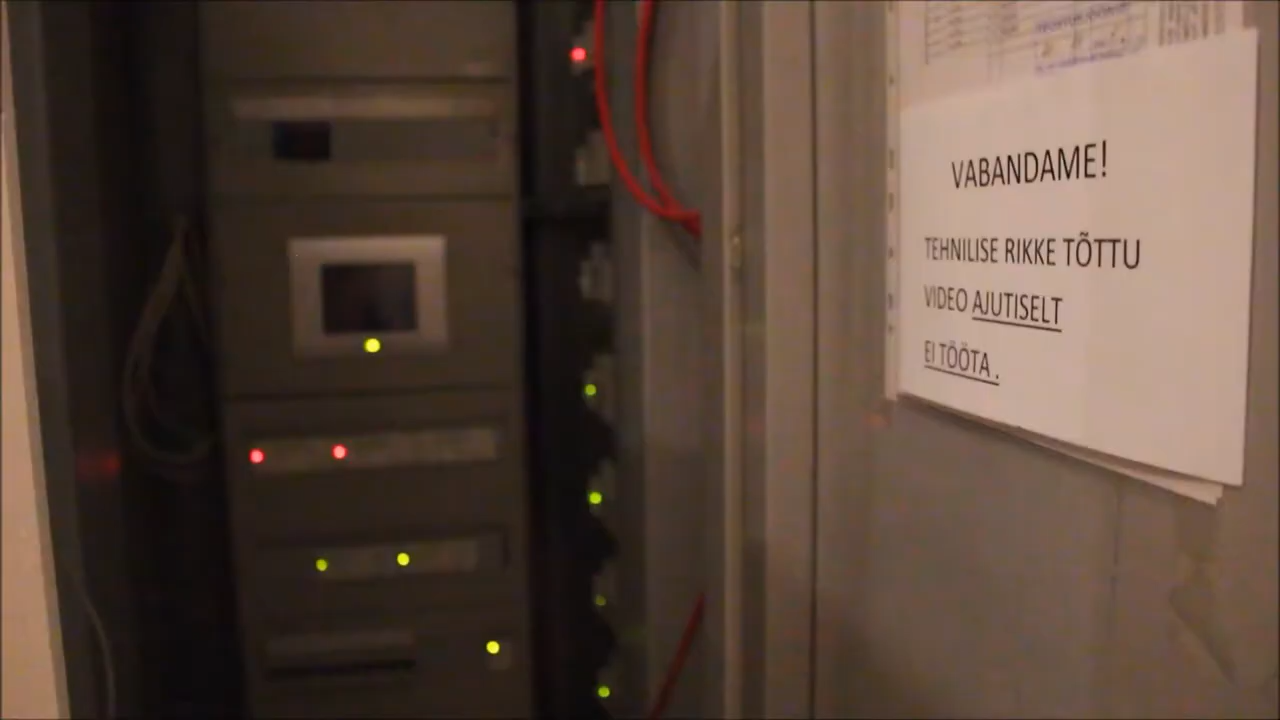 VABANDAME!
TEHNILISE RIKKE TÕTTU
VIDEO AJUTISELT
EI TÖÖTA .